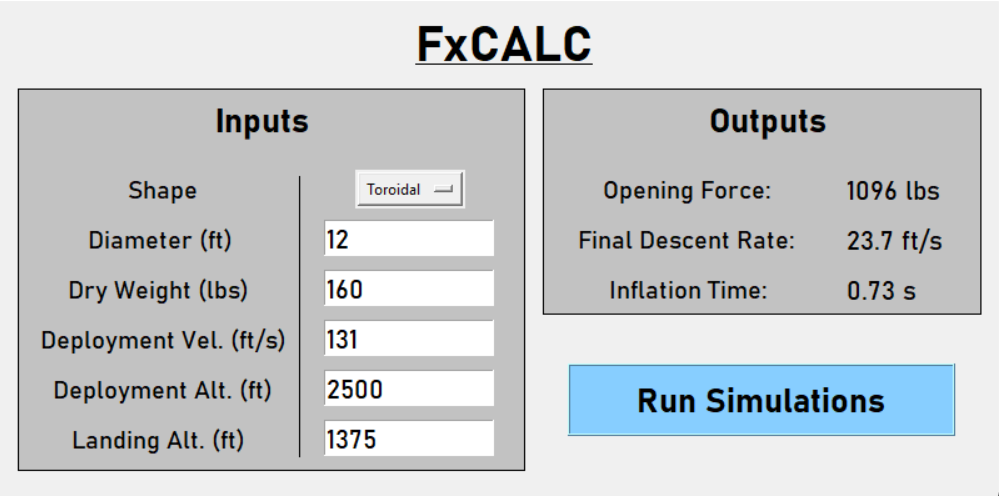 FxCALC
Inputs
Shape Toroidal
Diameter (ft) 12
Dry Weight (lbs) 160
Deployment Vel. (ft/s) 131
Deployment Alt. (ft) 2500
Landing Alt. (ft) 1375
Outputs
Opening Force: 1096 lbs
Final Descent Rate: 23.7 ft/s
Inflation Time: 0.73 s
Run Simulations